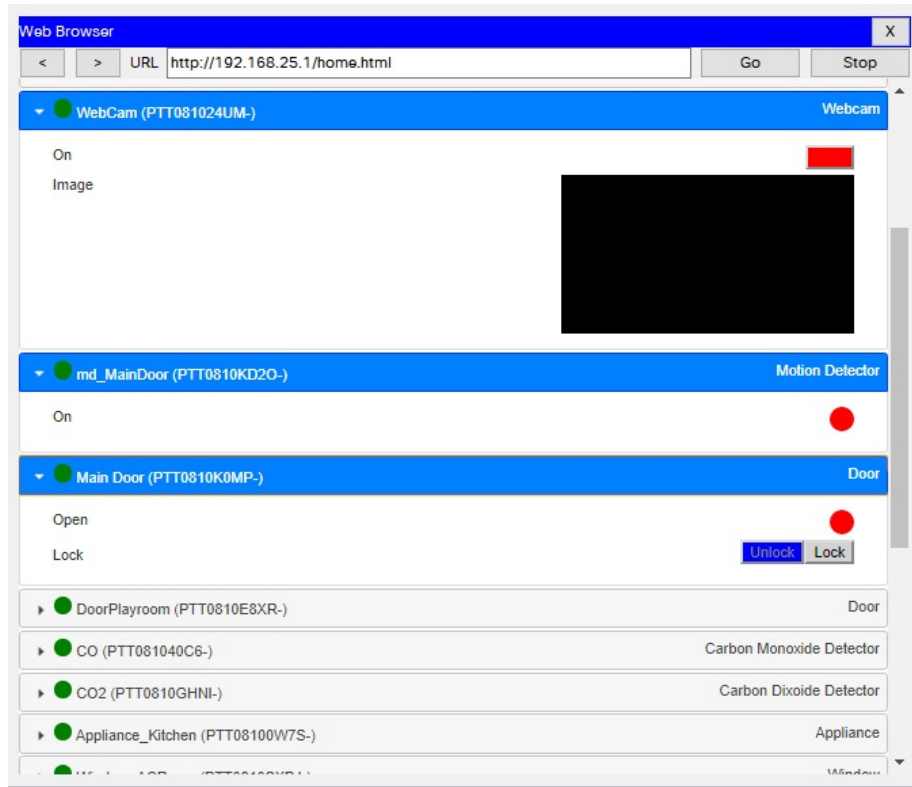 Web Browser X
< > URL http://192.168.25.1/home.html Go Stop
WebCam (PTT081024UM-) Webcam
On
Image
md_MainDoor (PTT0810KD2O-) Motion Detector
On
Main Door (PTT0810K0MP-) Door
Open
Lock Unlock Lock
DoorPlayroom (PTT0810E8XR-) Door
CO (PTT081040C6-) Carbon Monoxide Detector
CO2 (PTT0810GHNI-) Carbon Dixoide Detector
Appliance_Kitchen (PTT08100W7S-) Appliance
Window